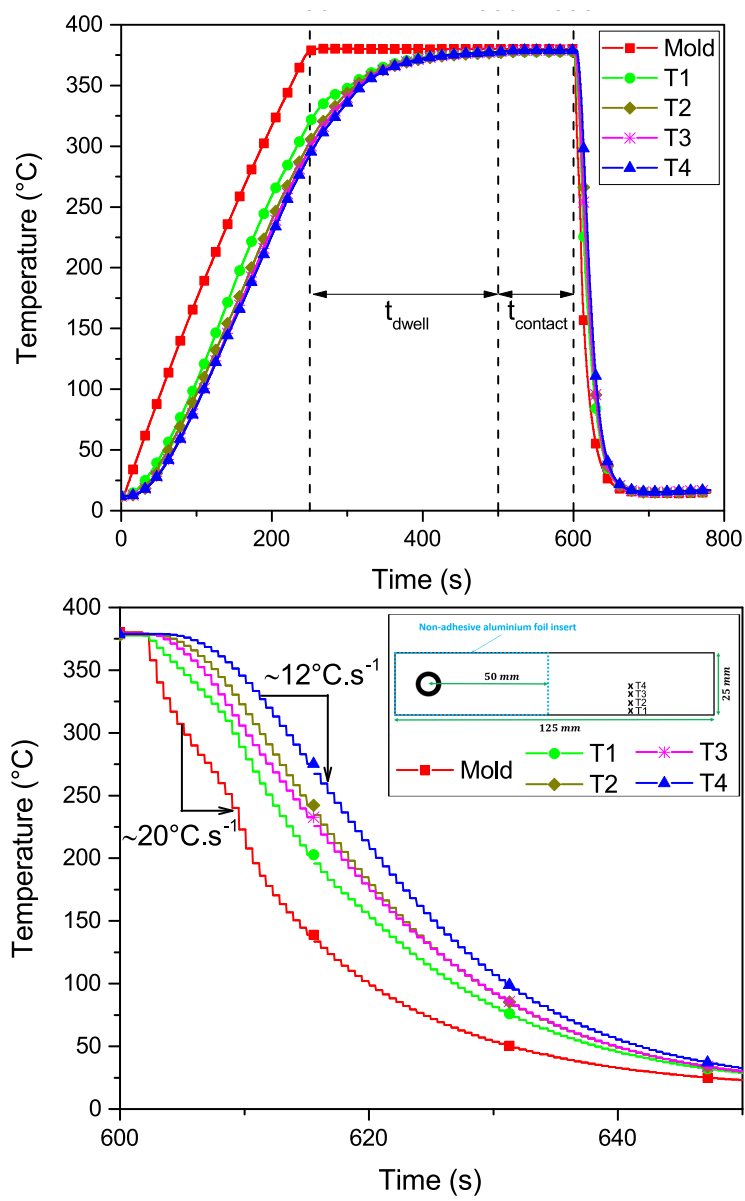 400
350
300
250
200
150
100
50
0
Temperature (°C)
Mold
T1
T2
T3
T4
t_dwell
t_contact
0 200 400 600 800
Time (s)
400
350
300
250
200
150
100
50
0
Temperature (°C)
Non-adhesive aluminium foil insert
50 mm
T4
T3
T2
T1
25 mm
125 mm
~12°C.s⁻¹
~20°C.s⁻¹
Mold
T1
T3
T2
T4
600 620 640
Time (s)